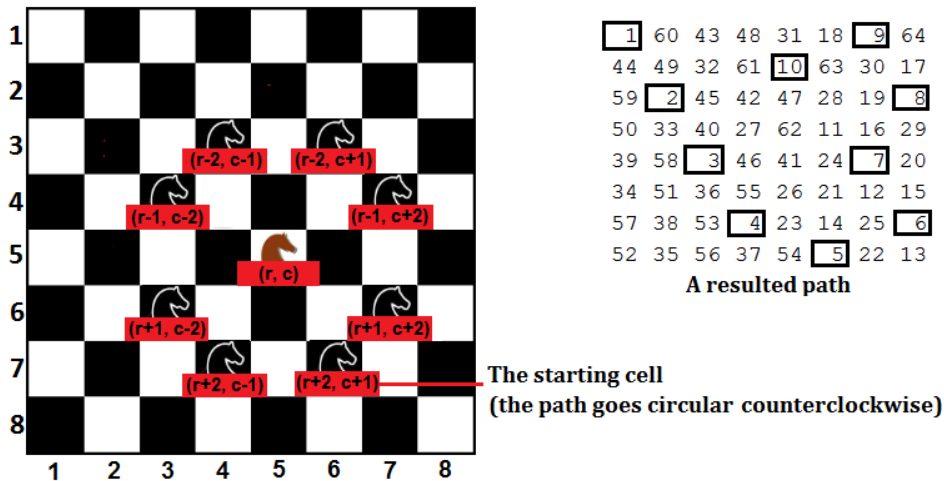 1
2
3
4
5
6
7
8
(r-2, c-1) (r-2, c+1)
(r-1, c-2) (r-1, c+2)
(r, c)
(r+1, c-2) (r+1, c+2)
(r+2, c-1) (r+2, c+1)
1 2 3 4 5 6 7 8
The starting cell
(the path goes circular counterclockwise)
1 60 43 48 31 18 9 64
44 49 32 61 10 63 30 17
59 2 45 42 47 28 19 8
50 33 40 27 62 11 16 29
39 58 3 46 41 24 7 20
34 51 36 55 26 21 12 15
57 38 53 4 23 14 25 6
52 35 56 37 54 5 22 13
A resulted path